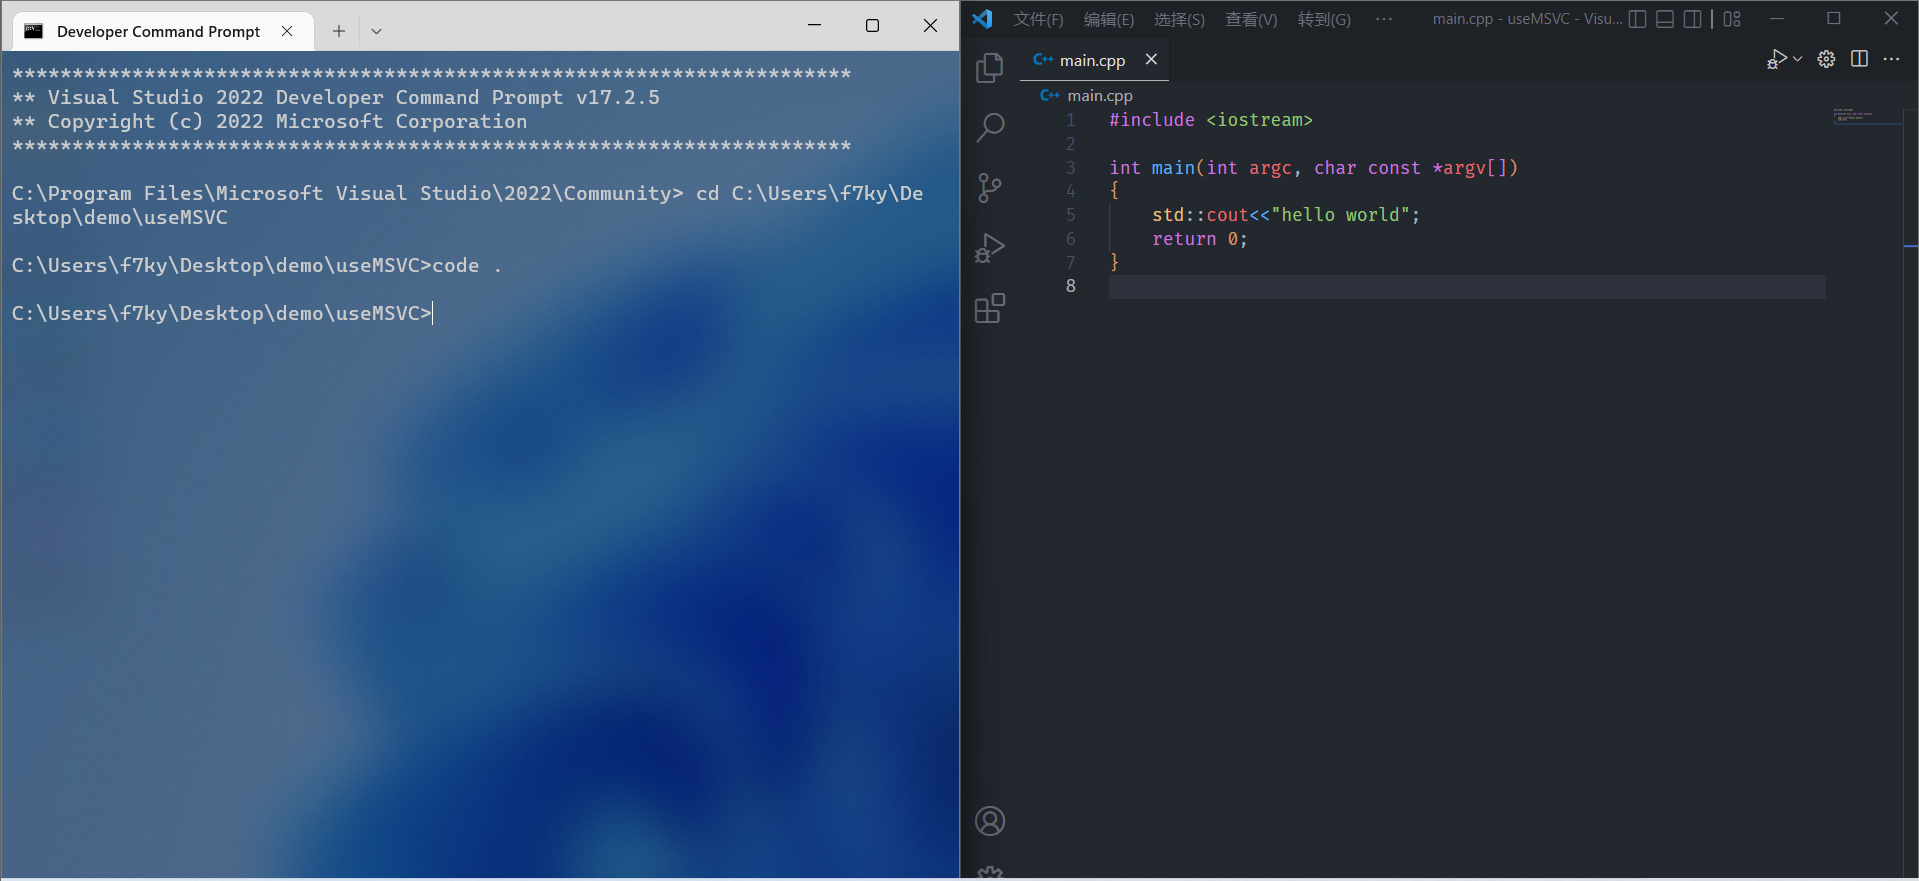 Developer Command Prompt
**********************************************************************
** Visual Studio 2022 Developer Command Prompt v17.2.5
** Copyright (c) 2022 Microsoft Corporation
**********************************************************************
C:\Program Files\Microsoft Visual Studio\2022\Community> cd C:\Users\f7ky\De
sktop\demo\useMSVC
C:\Users\f7ky\Desktop\demo\useMSVC>code .
C:\Users\f7ky\Desktop\demo\useMSVC>
文件(F) 编辑(E) 选择(S) 查看(V) 转到(G) ··· main.cpp - useMSVC - Visu...
C++ main.cpp
C++ main.cpp
1 #include <iostream>
2
3 int main(int argc, char const *argv[])
4 {
5 std::cout<<"hello world";
6 return 0;
7 }
8